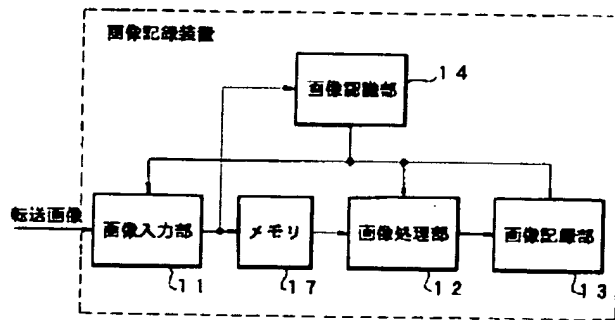 画像記録装置
画像認識部
14
転送画像
画像入力部
メモリ
画像処理部
画像記録部
11
17
12
13